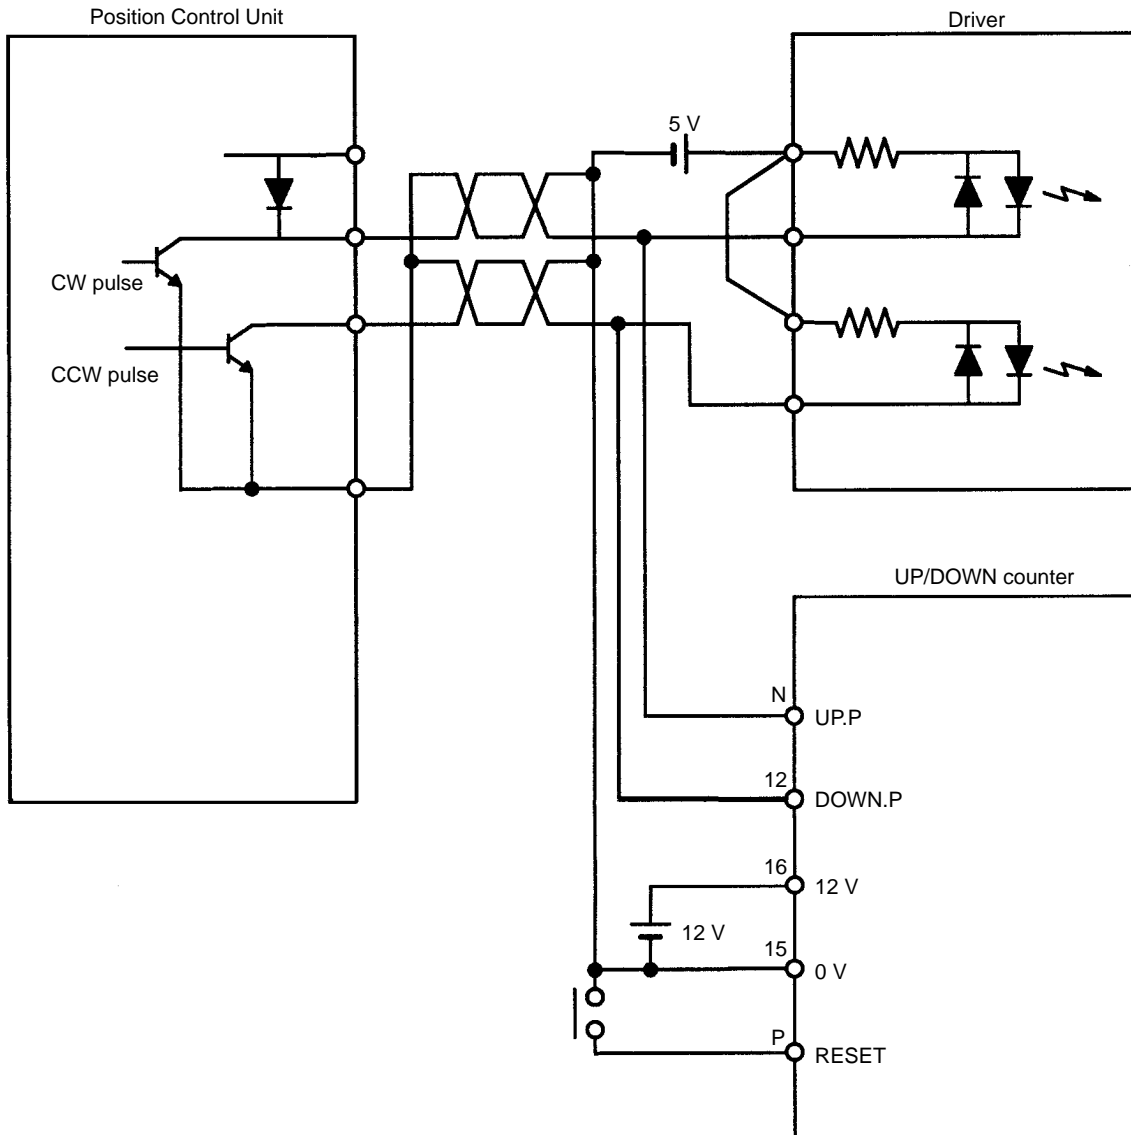 Position Control Unit
Driver
5 V
CW pulse
CCW pulse
UP/DOWN counter
N
UP.P
12
DOWN.P
16
12 V
12 V
15
0 V
P
RESET